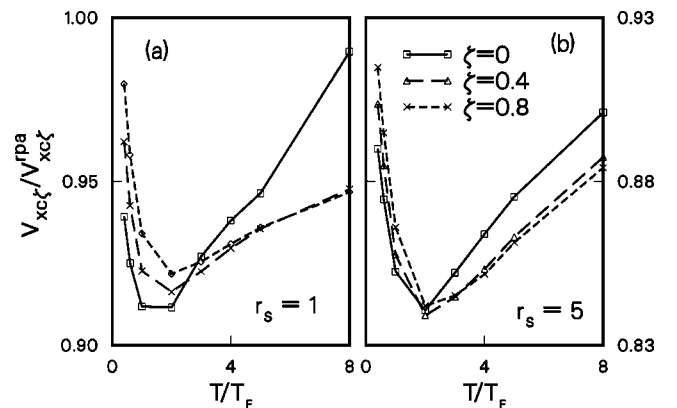 1.00
0.95
0.90
V_xcζ/V_xcζ^rpa
(a)
r_s = 1
0 4 8
T/T_F
(b)
ζ=0
ζ=0.4
ζ=0.8
r_s = 5
0.93
0.88
0.83
0 4 8
T/T_F